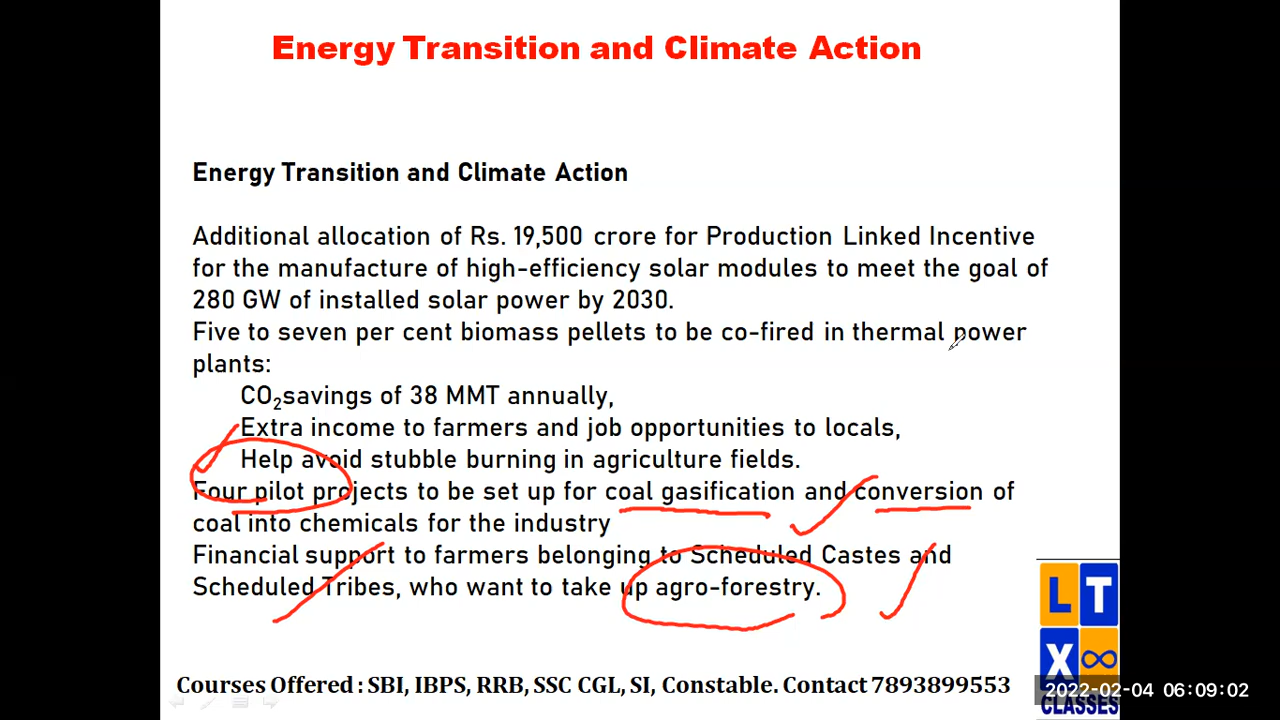 Energy Transition and Climate Action
Energy Transition and Climate Action
Additional allocation of Rs. 19,500 crore for Production Linked Incentive
for the manufacture of high-efficiency solar modules to meet the goal of
280 GW of installed solar power by 2030.
Five to seven per cent biomass pellets to be co-fired in thermal power
plants:
CO₂savings of 38 MMT annually,
Extra income to farmers and job opportunities to locals,
Help avoid stubble burning in agriculture fields.
Four pilot projects to be set up for coal gasification and conversion of
coal into chemicals for the industry
Financial support to farmers belonging to Scheduled Castes and
Scheduled Tribes, who want to take up agro-forestry.
LT
X∞
CLASSES
Courses Offered : SBI, IBPS, RRB, SSC CGL, SI, Constable. Contact 7893899553
2022-02-04 06:09:02